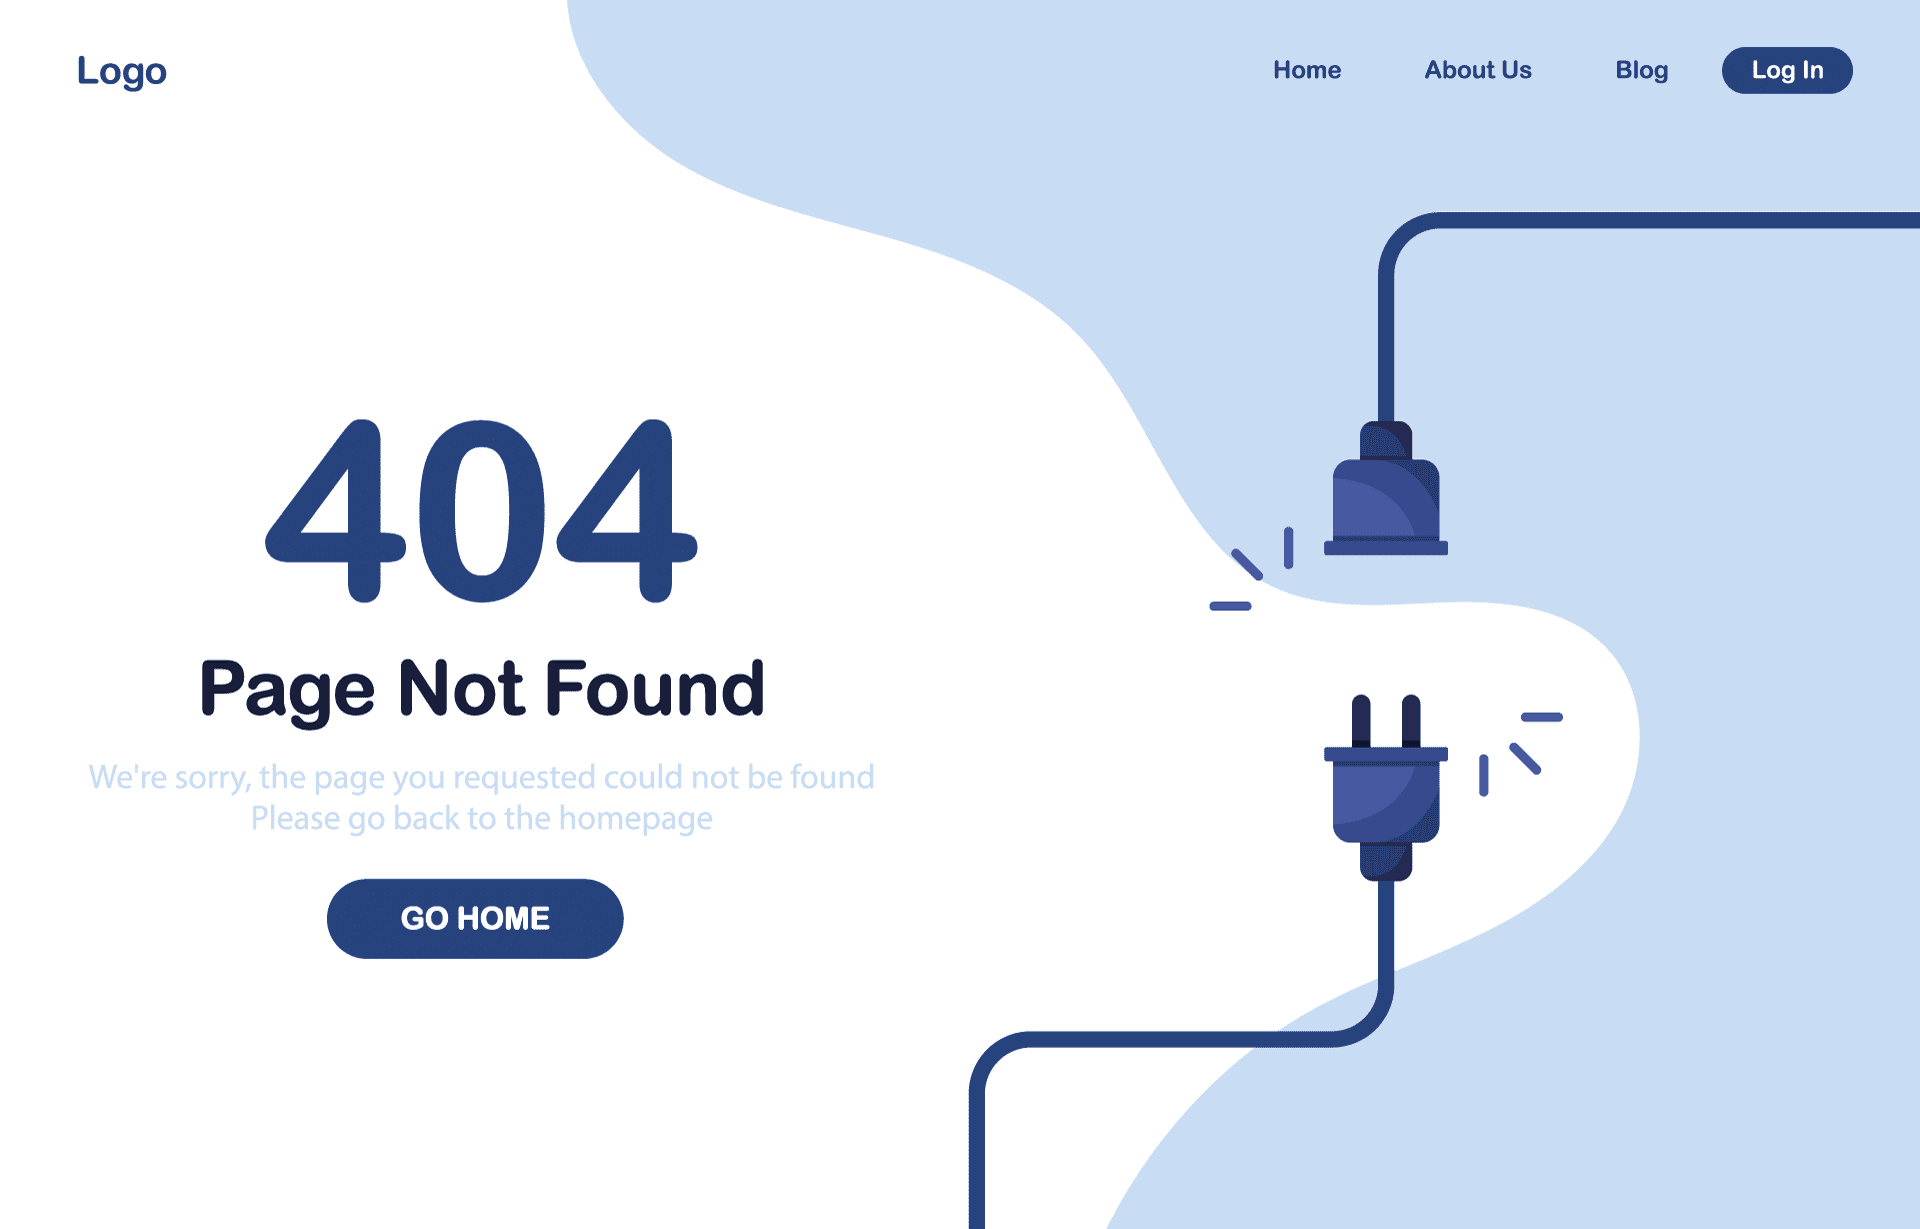 Logo
Home About Us Blog Log In
404
Page Not Found
We're sorry, the page you requested could not be found
Please go back to the homepage
GO HOME